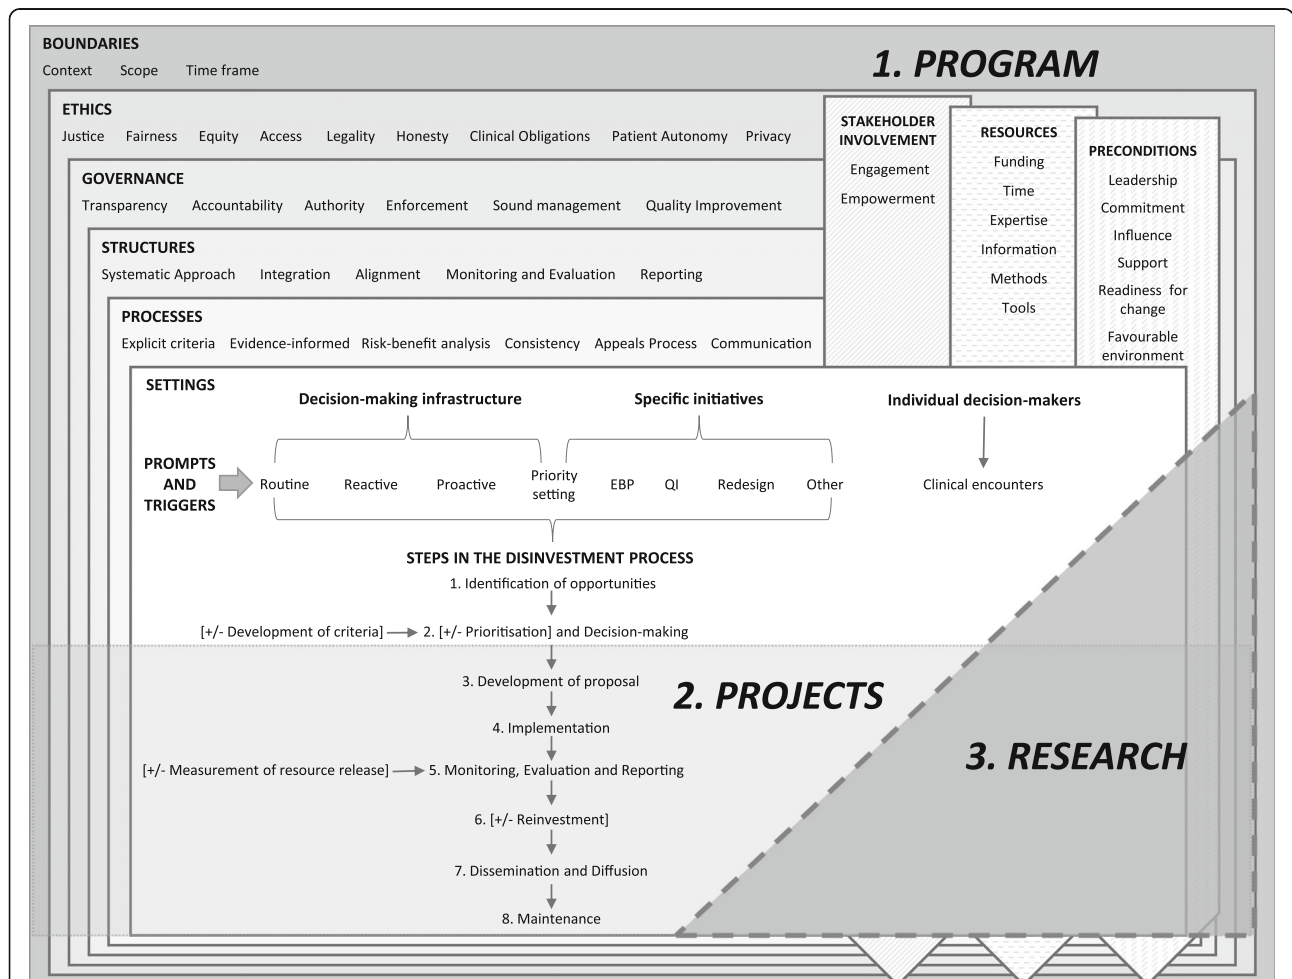 BOUNDARIES
Context Scope Time frame
1. PROGRAM
ETHICS
Justice Fairness Equity Access Legality Honesty Clinical Obligations Patient Autonomy Privacy
GOVERNANCE
Transparency Accountability Authority Enforcement Sound management Quality Improvement
STRUCTURES
Systematic Approach Integration Alignment Monitoring and Evaluation Reporting
PROCESSES
Explicit criteria Evidence-informed Risk-benefit analysis Consistency Appeals Process Communication
STAKEHOLDER
INVOLVEMENT
Engagement
Empowerment
RESOURCES
Funding
Time
Expertise
Information
Methods
Tools
PRECONDITIONS
Leadership
Commitment
Influence
Support
Readiness for
change
Favourable
environment
SETTINGS
Decision-making infrastructure Specific initiatives Individual decision-makers
PROMPTS
AND
TRIGGERS
Routine Reactive Proactive
Priority
setting
EBP QI Redesign Other Clinical encounters
STEPS IN THE DISINVESTMENT PROCESS
1. Identification of opportunities
[+/- Development of criteria] 2. [+/- Prioritisation] and Decision-making
3. Development of proposal
2. PROJECTS
4. Implementation
3. RESEARCH
[+/- Measurement of resource release] 5. Monitoring, Evaluation and Reporting
6. [+/- Reinvestment]
7. Dissemination and Diffusion
8. Maintenance